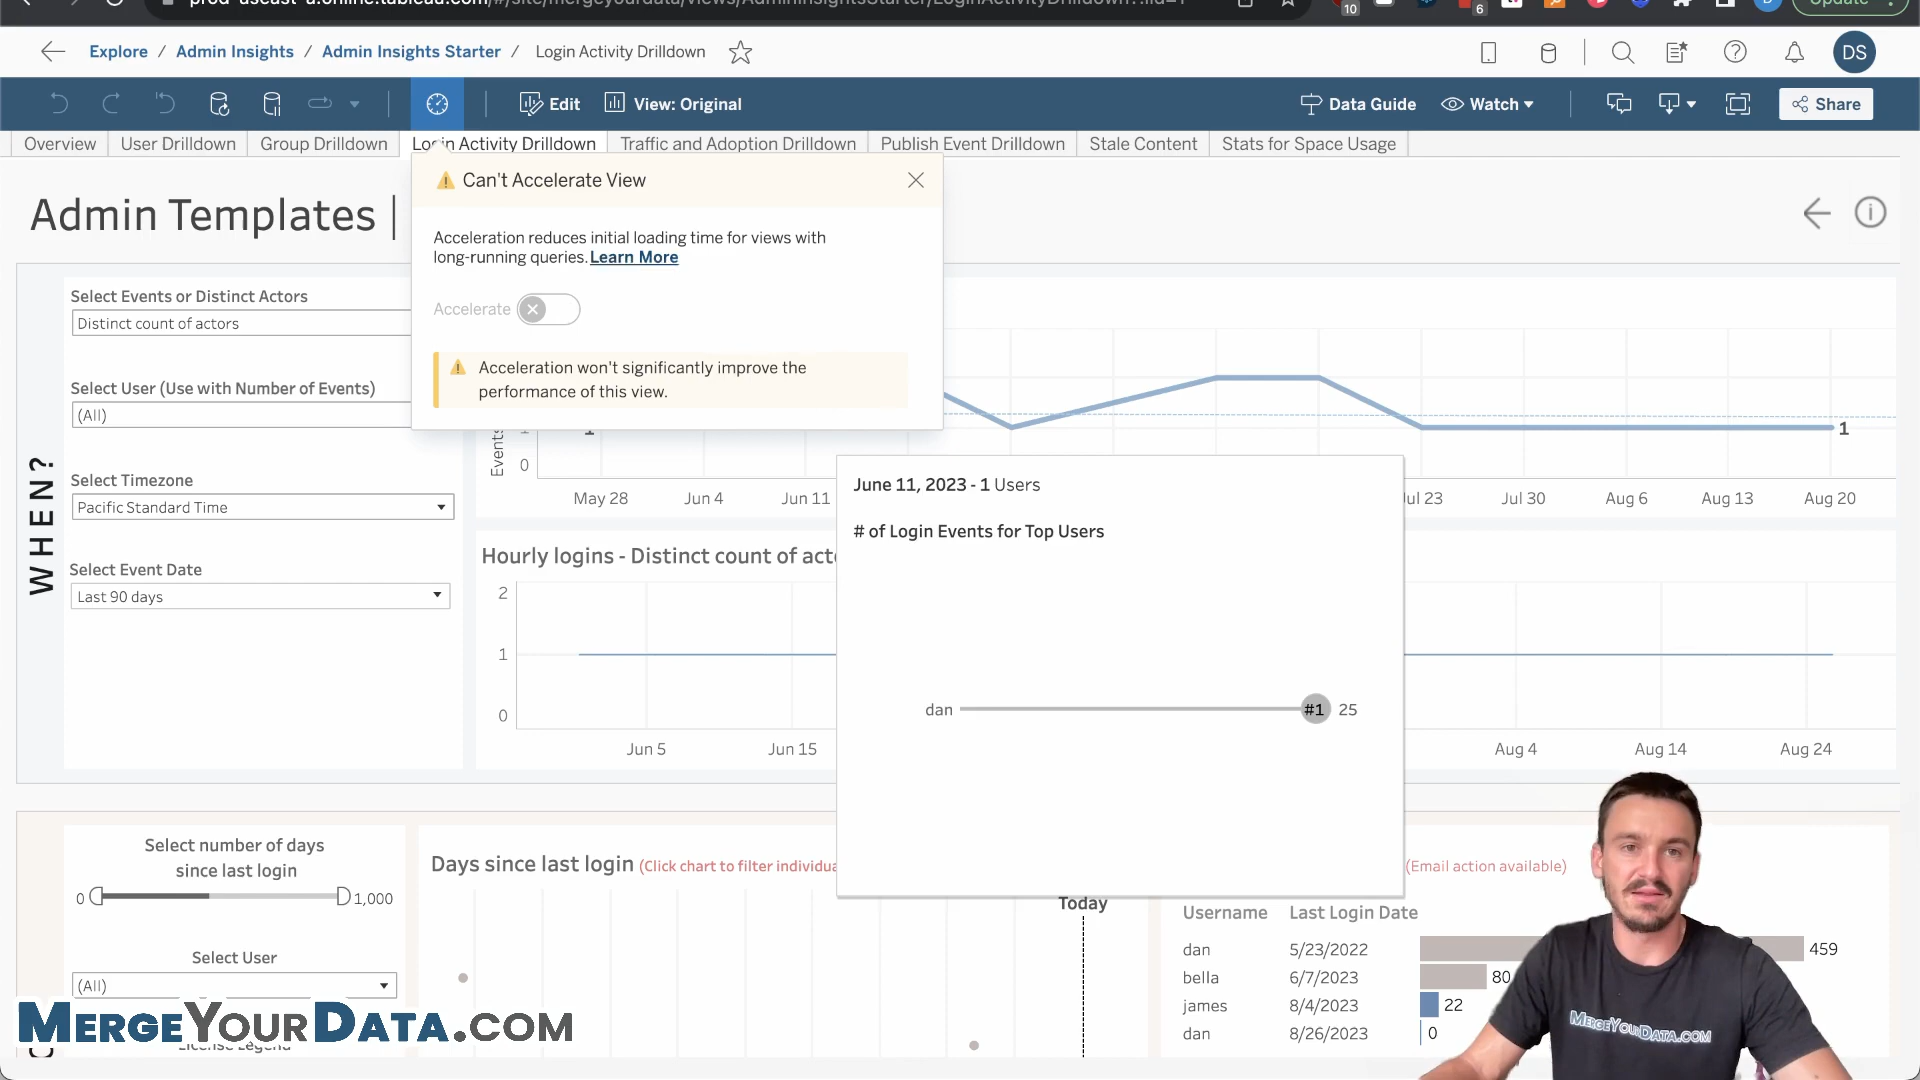 10
6
Update
Explore / Admin Insights / Admin Insights Starter / Login Activity Drilldown
DS
Edit
View: Original
Data Guide
Watch
Share
Overview
User Drilldown
Group Drilldown
Login Activity Drilldown
Traffic and Adoption Drilldown
Publish Event Drilldown
Stale Content
Stats for Space Usage
Admin Templates |
Can't Accelerate View
Acceleration reduces initial loading time for views with
long-running queries. Learn More
Accelerate
Acceleration won't significantly improve the
performance of this view.
WHEN?
Select Events or Distinct Actors
Distinct count of actors
Select User (Use with Number of Events)
(All)
Select Timezone
Pacific Standard Time
Select Event Date
Last 90 days
Events
0
1
May 28
Jun 4
Jun 11
Jul 23
Jul 30
Aug 6
Aug 13
Aug 20
June 11, 2023 - 1 Users
# of Login Events for Top Users
dan
#1
25
Hourly logins - Distinct count of acto
2
1
0
Jun 5
Jun 15
Aug 4
Aug 14
Aug 24
Select number of days
since last login
0
1,000
Select User
(All)
License Legend
Days since last login (Click chart to filter individua
Today
(Email action available)
Username Last Login Date
dan 5/23/2022 459
bella 6/7/2023 80
james 8/4/2023 22
dan 8/26/2023 0
MERGEYOURDATA.COM
MERGEYOURDATA.COM